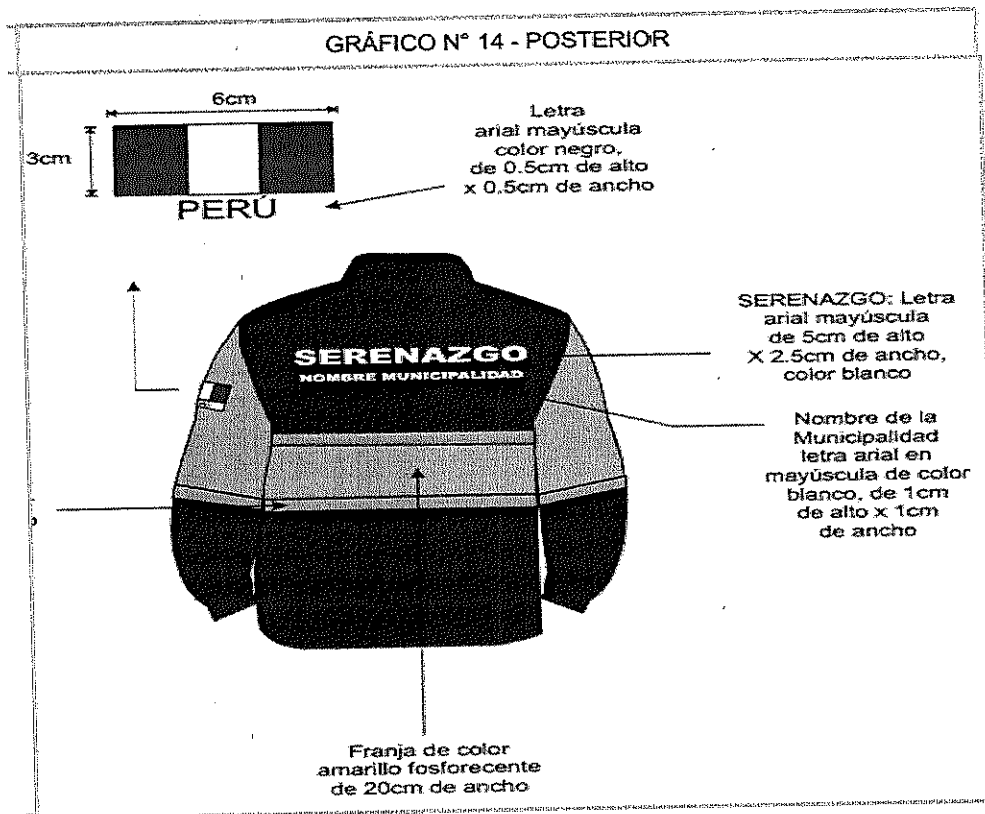 GRÁFICO N° 14 - POSTERIOR
6cm
3cm
PERÚ
Letra
arial mayúscula
color negro,
de 0.5cm de alto
x 0.5cm de ancho
SERENAZGO
NOMBRE MUNICIPALIDAD
SERENAZGO: Letra
arial mayúscula
de 5cm de alto
X 2.5cm de ancho,
color blanco
Nombre de la
Municipalidad
letra arial en
mayúscula de color
blanco, de 1cm
de alto x 1cm
de ancho
Franja de color
amarillo fosforecente
de 20cm de ancho